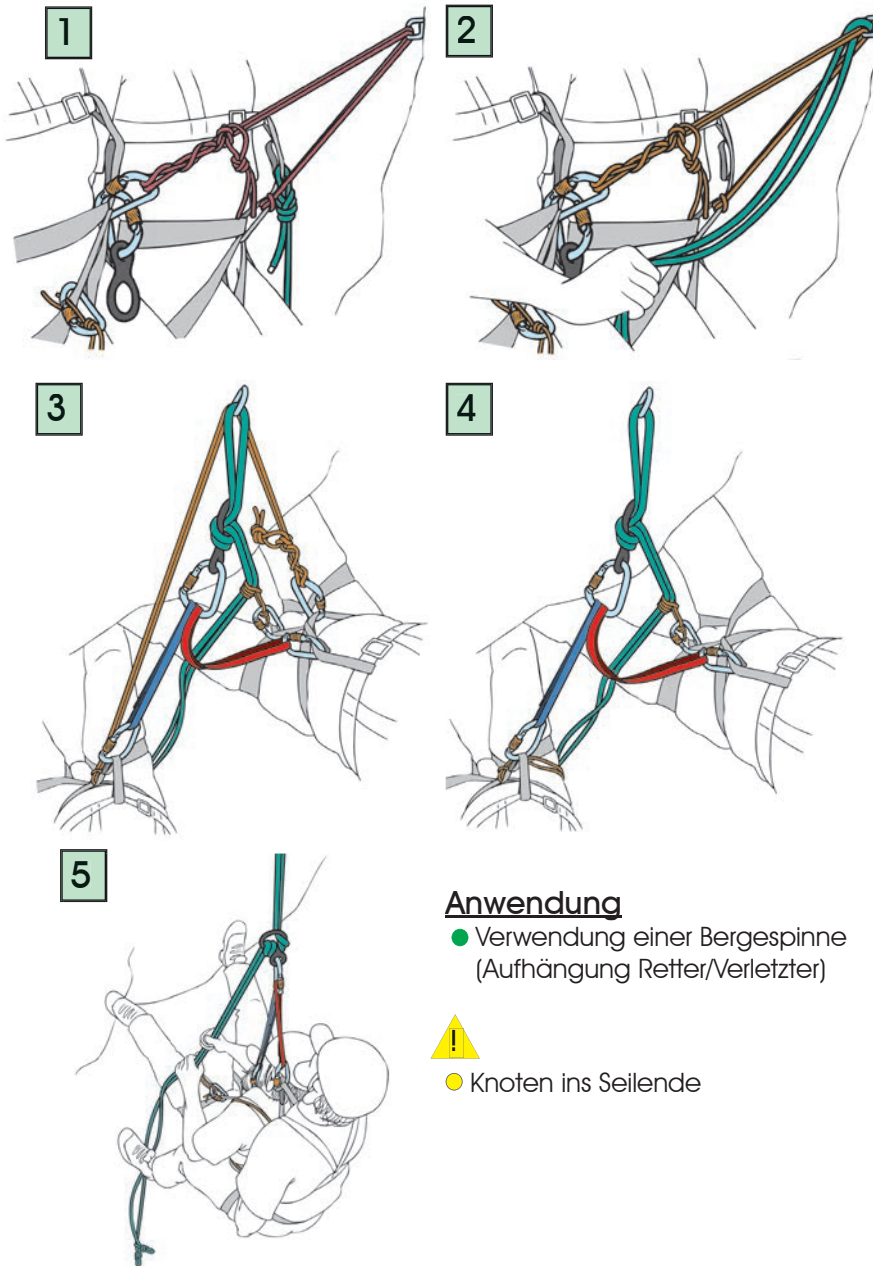 1
2
3
4
5
Anwendung
Verwendung einer Bergespinne
(Aufhängung Retter/Verletzter)
!
Knoten ins Seilende